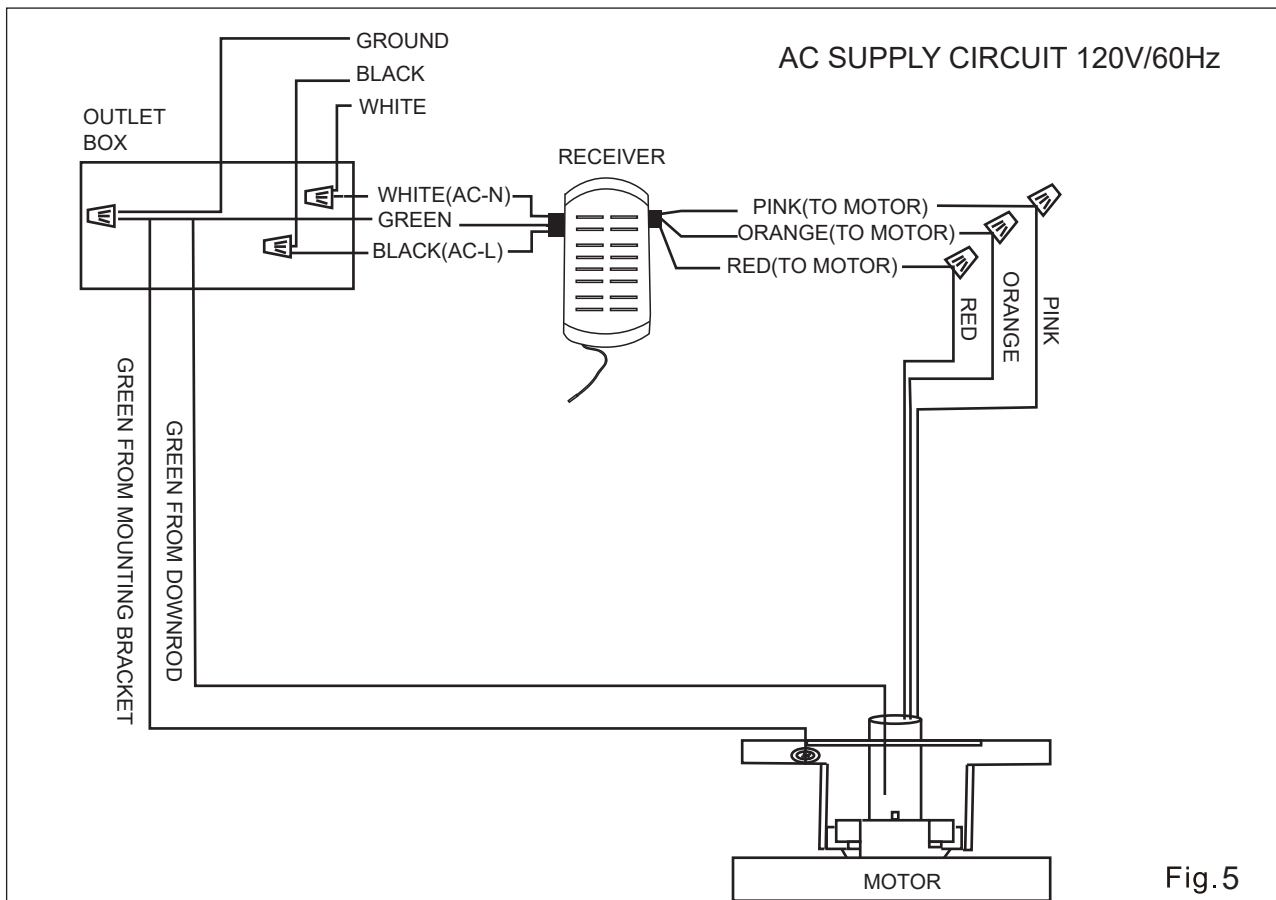 GROUND
AC SUPPLY CIRCUIT 120V/60Hz
BLACK
WHITE
OUTLET
BOX
RECEIVER
WHITE(AC-N)
GREEN
BLACK(AC-L)
PINK(TO MOTOR)
ORANGE(TO MOTOR)
RED(TO MOTOR)
RED
ORANGE
PINK
GREEN FROM MOUNTING BRACKET
GREEN FROM DOWNROD
MOTOR
Fig.5